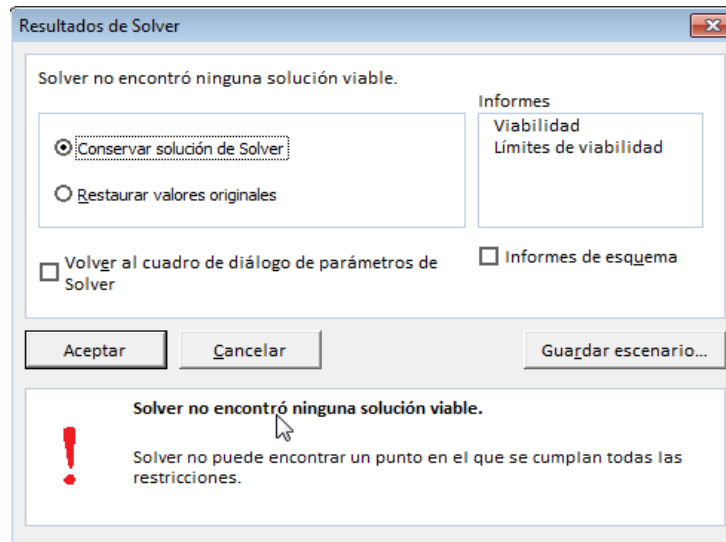 Resultados de Solver
Solver no encontró ninguna solución viable.
Informes
Viabilidad
Límites de viabilidad
Conservar solución de Solver
Restaurar valores originales
Volver al cuadro de diálogo de parámetros de
Solver
Informes de esquema
Aceptar
Cancelar
Guardar escenario...
Solver no encontró ninguna solución viable.
Solver no puede encontrar un punto en el que se cumplan todas las
restricciones.